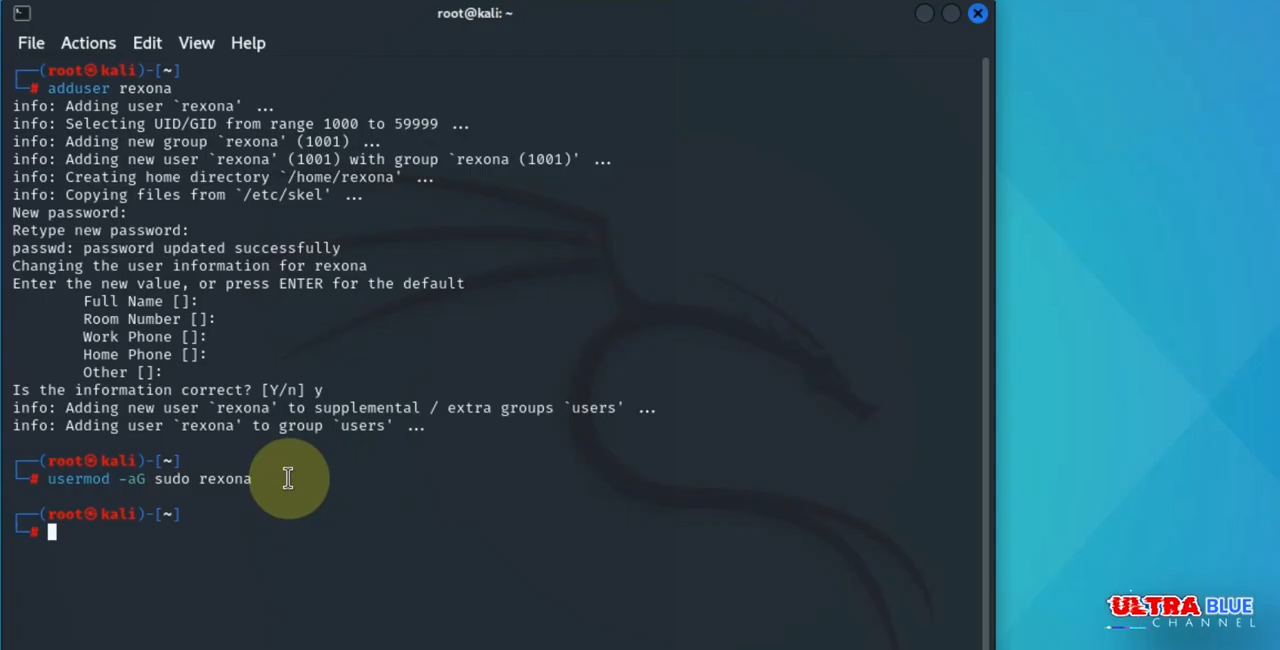 root@kali: ~
File Actions Edit View Help
┌──(root㉿kali)-[~]
└─# adduser rexona
info: Adding user `rexona' ...
info: Selecting UID/GID from range 1000 to 59999 ...
info: Adding new group `rexona' (1001) ...
info: Adding new user `rexona' (1001) with group `rexona (1001)' ...
info: Creating home directory `/home/rexona' ...
info: Copying files from `/etc/skel' ...
New password:
Retype new password:
passwd: password updated successfully
Changing the user information for rexona
Enter the new value, or press ENTER for the default
Full Name []:
Room Number []:
Work Phone []:
Home Phone []:
Other []:
Is the information correct? [Y/n] y
info: Adding new user `rexona' to supplemental / extra groups `users' ...
info: Adding user `rexona' to group `users' ...
┌──(root㉿kali)-[~]
└─# usermod -aG sudo rexona
┌──(root㉿kali)-[~]
└─#
ULTRA BLUE
CHANNEL